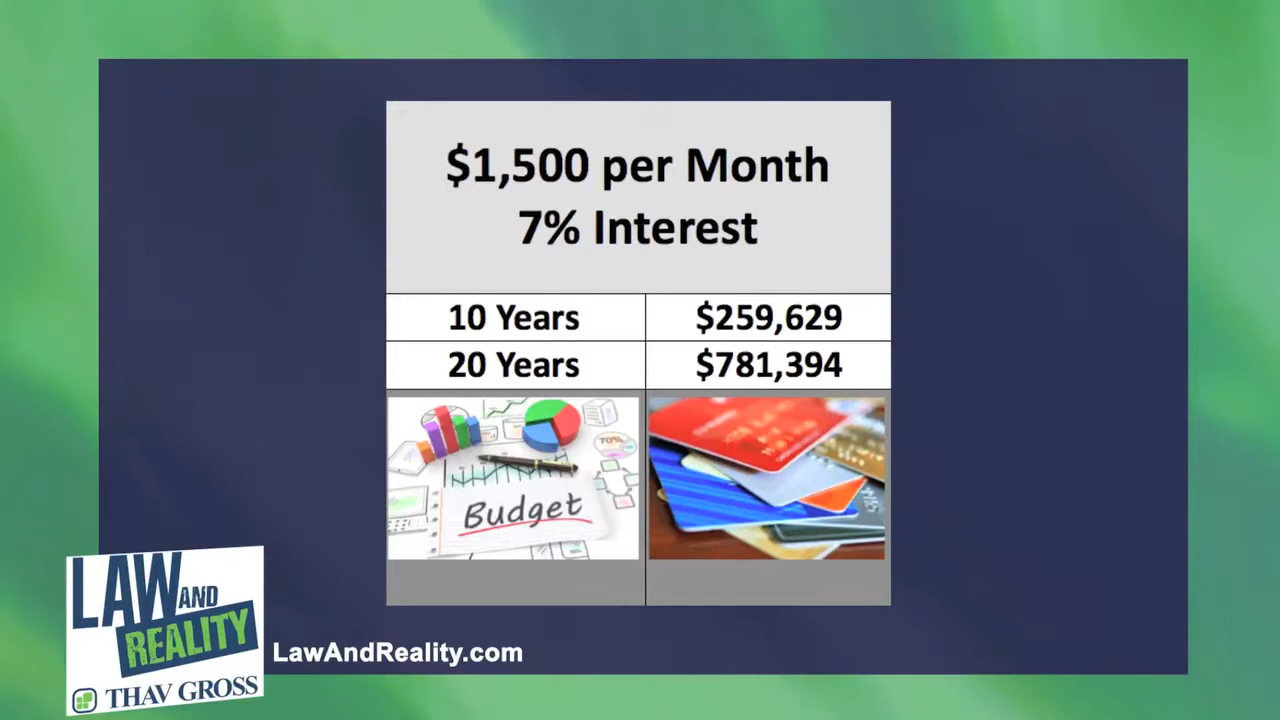 $1,500 per Month
7% Interest
10 Years $259,629
20 Years $781,394
70%
Budget
LAW AND
REALITY
THAV GROSS
LawAndReality.com